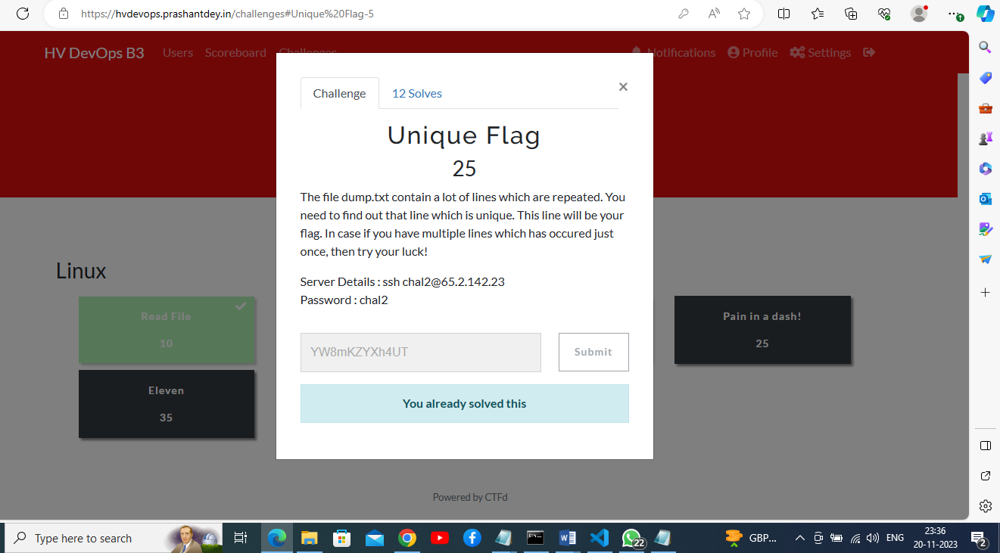 https://hvdevops.prashantdey.in/challenges#Unique%20Flag-5
HV DevOps B3 Users Scoreboard Challenges Notifications Profile Settings
Challenge 12 Solves ×
Unique Flag
25
The file dump.txt contain a lot of lines which are repeated. You
need to find out that line which is unique. This line will be your
flag. In case if you have multiple lines which has occured just
once, then try your luck!
Server Details : ssh chal2@65.2.142.23
Password : chal2
YW8mKZYXh4UT Submit
You already solved this
Linux
Read File
10
Pain in a dash!
25
Eleven
35
Powered by CTFd
Type here to search
22
GBP...
ENG
23:36
20-11-2023
2